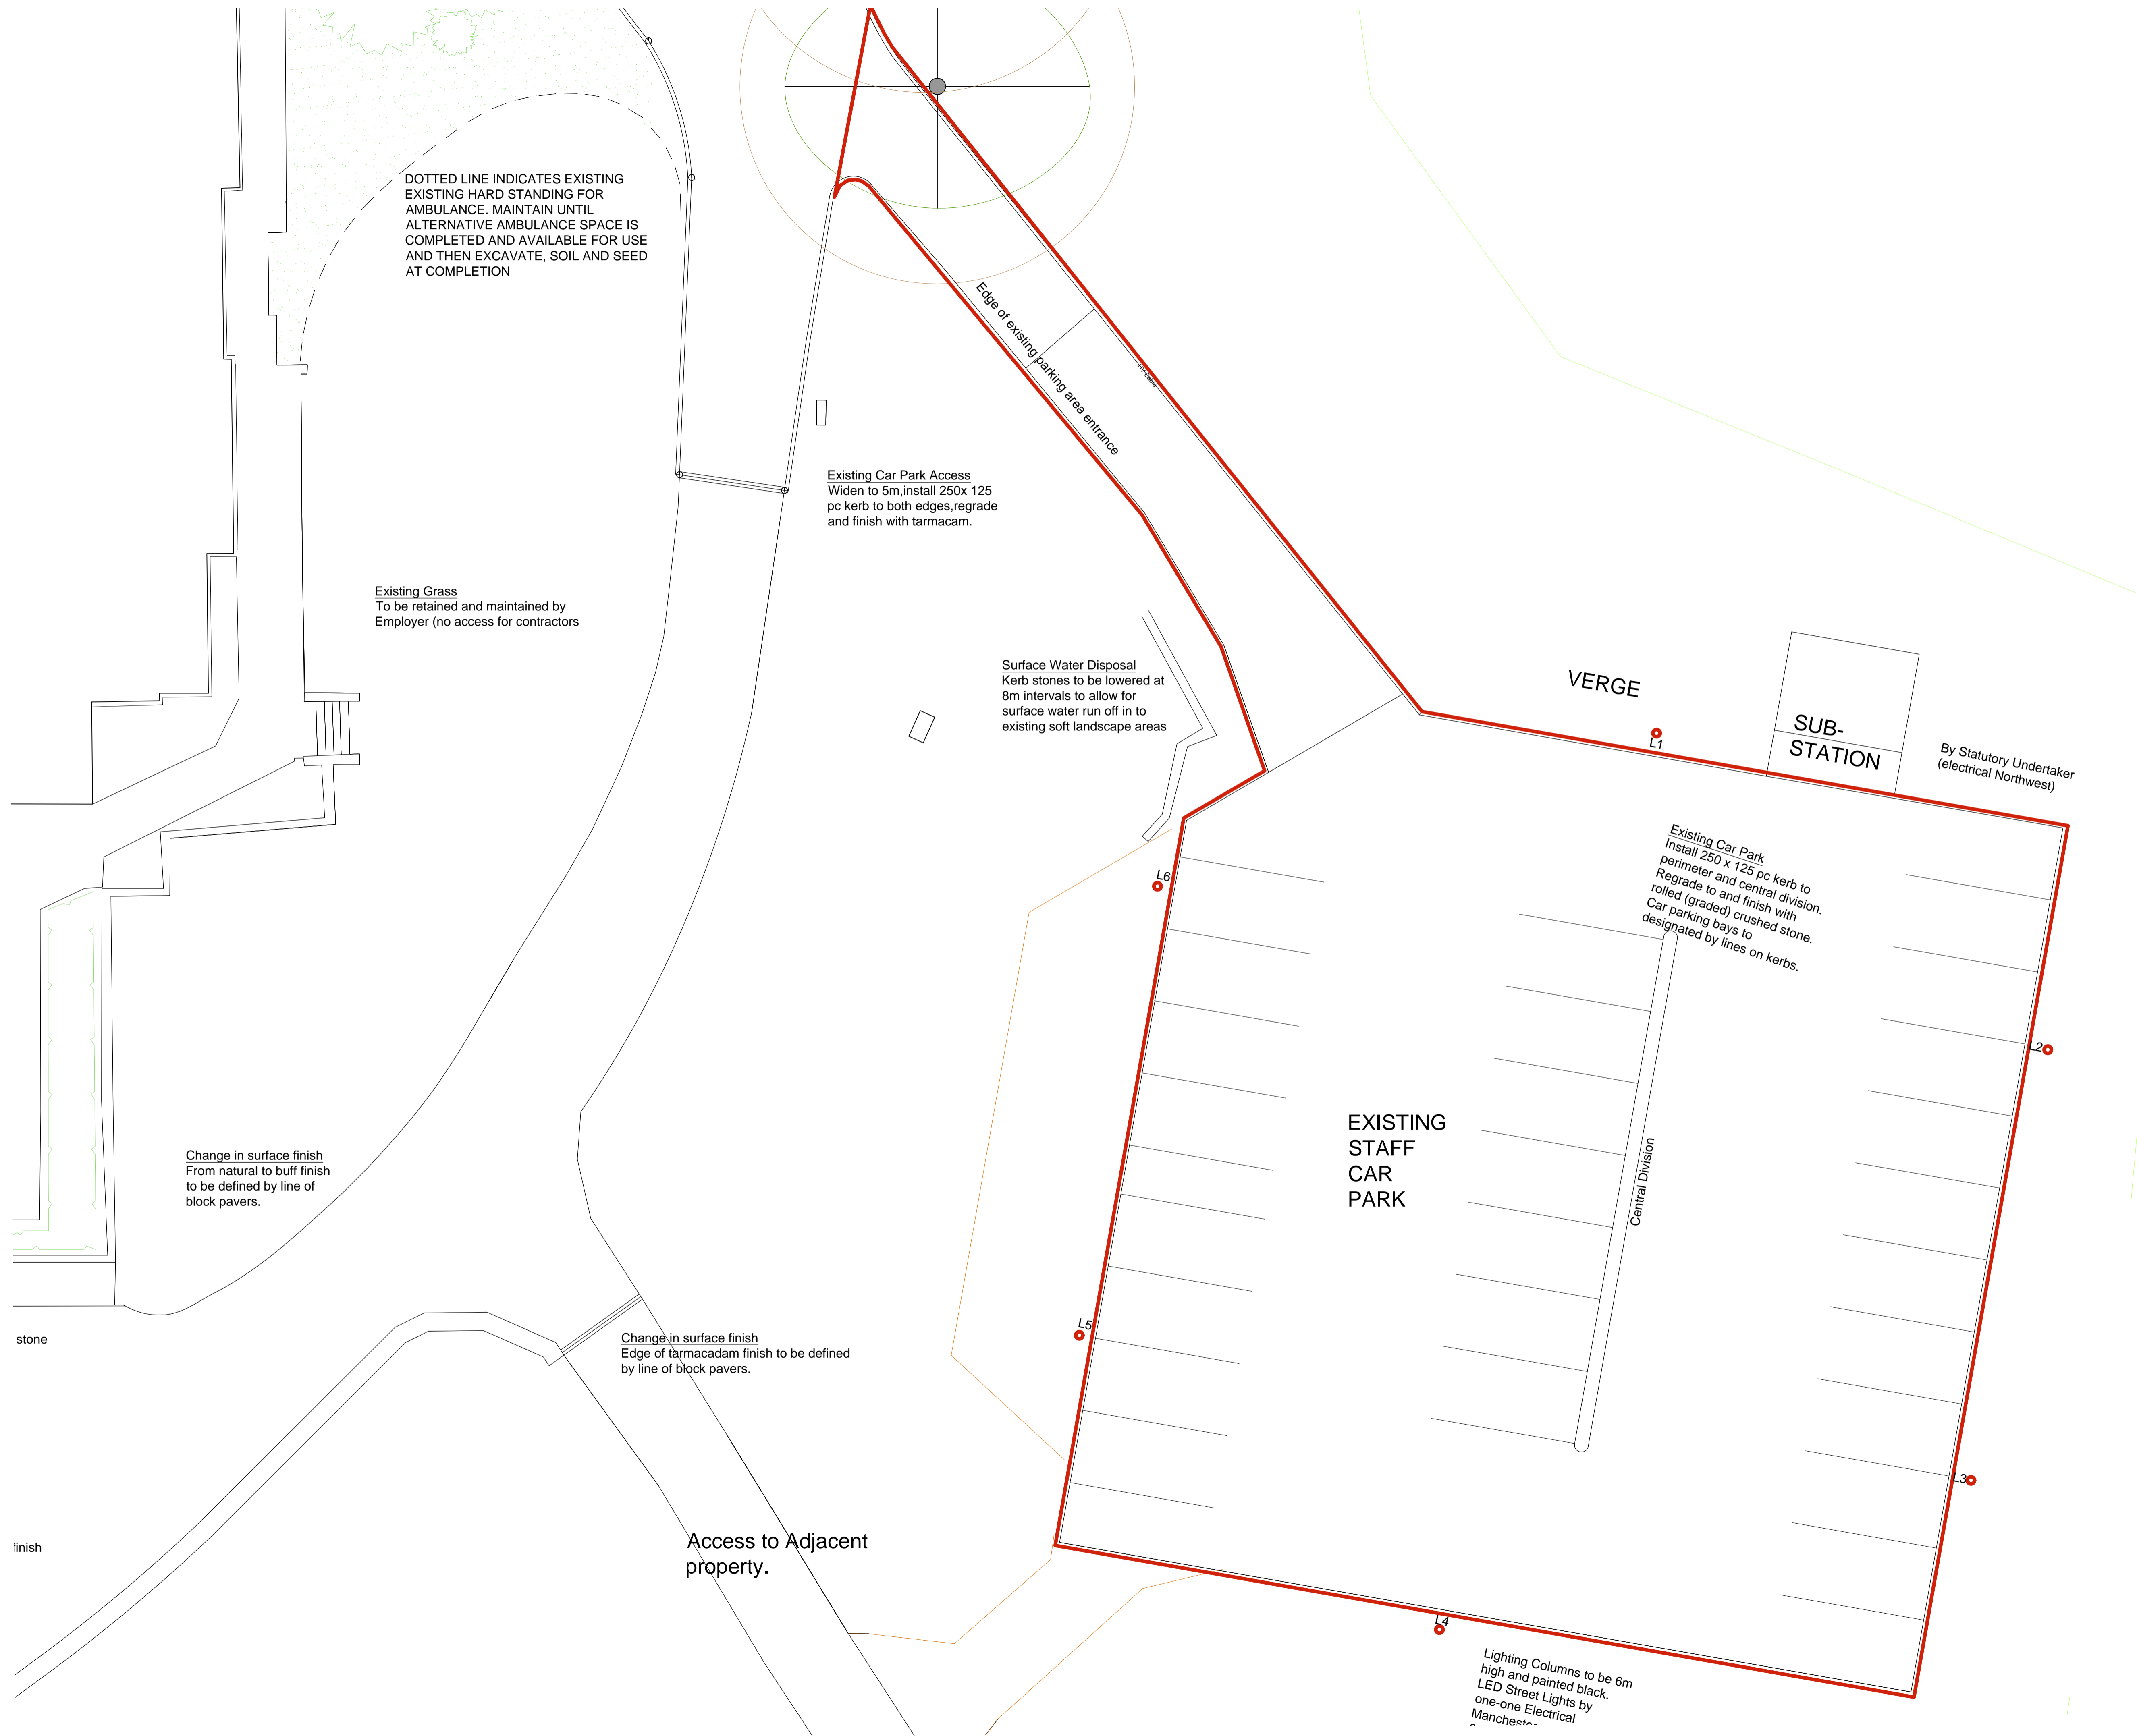 DOTTED LINE INDICATES EXISTING
EXISTING HARD STANDING FOR
AMBULANCE. MAINTAIN UNTIL
ALTERNATIVE AMBULANCE SPACE IS
COMPLETED AND AVAILABLE FOR USE
AND THEN EXCAVATE, SOIL AND SEED
AT COMPLETION
Edge of existing parking area entrance
HV Cable
Existing Car Park Access
Widen to 5m,install 250x 125
pc kerb to both edges,regrade
and finish with tarmacam.
Existing Grass
To be retained and maintained by
Employer (no access for contractors
Surface Water Disposal
Kerb stones to be lowered at
8m intervals to allow for
surface water run off in to
existing soft landscape areas
VERGE
L1
SUB-
STATION
By Statutory Undertaker
(electrical Northwest)
Existing Car Park
Install 250 x 125 pc kerb to
perimeter and central division.
Regrade to and finish with
rolled (graded) crushed stone.
Car parking bays to
designated by lines on kerbs.
L6
L2
EXISTING
STAFF
CAR
PARK
Central Division
Change in surface finish
From natural to buff finish
to be defined by line of
block pavers.
stone
L5
Change in surface finish
Edge of tarmacadam finish to be defined
by line of block pavers.
L3
finish
Access to Adjacent
property.
L4
Lighting Columns to be 6m
high and painted black.
LED Street Lights by
one-one Electrical
Manchester